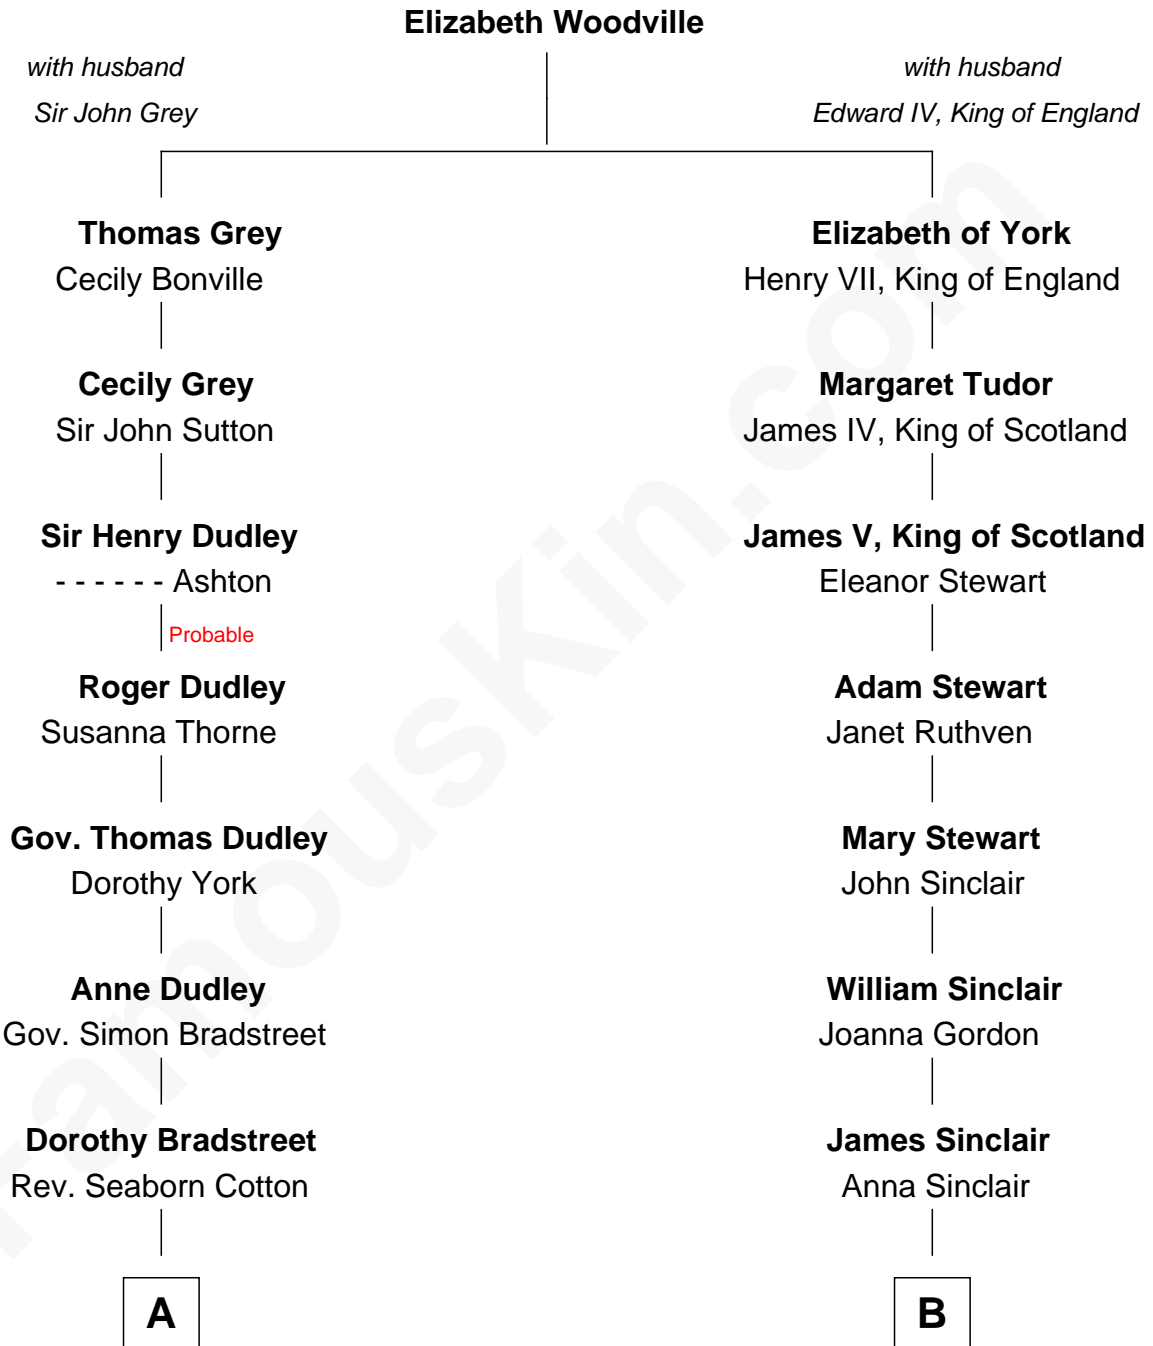 Elizabeth Woodville
with husband
Sir John Grey
with husband
Edward IV, King of England
Thomas Grey
Cecily Bonville
Elizabeth of York
Henry VII, King of England
Cecily Grey
Sir John Sutton
Margaret Tudor
James IV, King of Scotland
Sir Henry Dudley
- - - - - - Ashton
James V, King of Scotland
Eleanor Stewart
Probable
Roger Dudley
Susanna Thorne
Adam Stewart
Janet Ruthven
Gov. Thomas Dudley
Dorothy York
Mary Stewart
John Sinclair
Anne Dudley
Gov. Simon Bradstreet
William Sinclair
Joanna Gordon
Dorothy Bradstreet
Rev. Seaborn Cotton
James Sinclair
Anna Sinclair
A
B
FamousKin.com